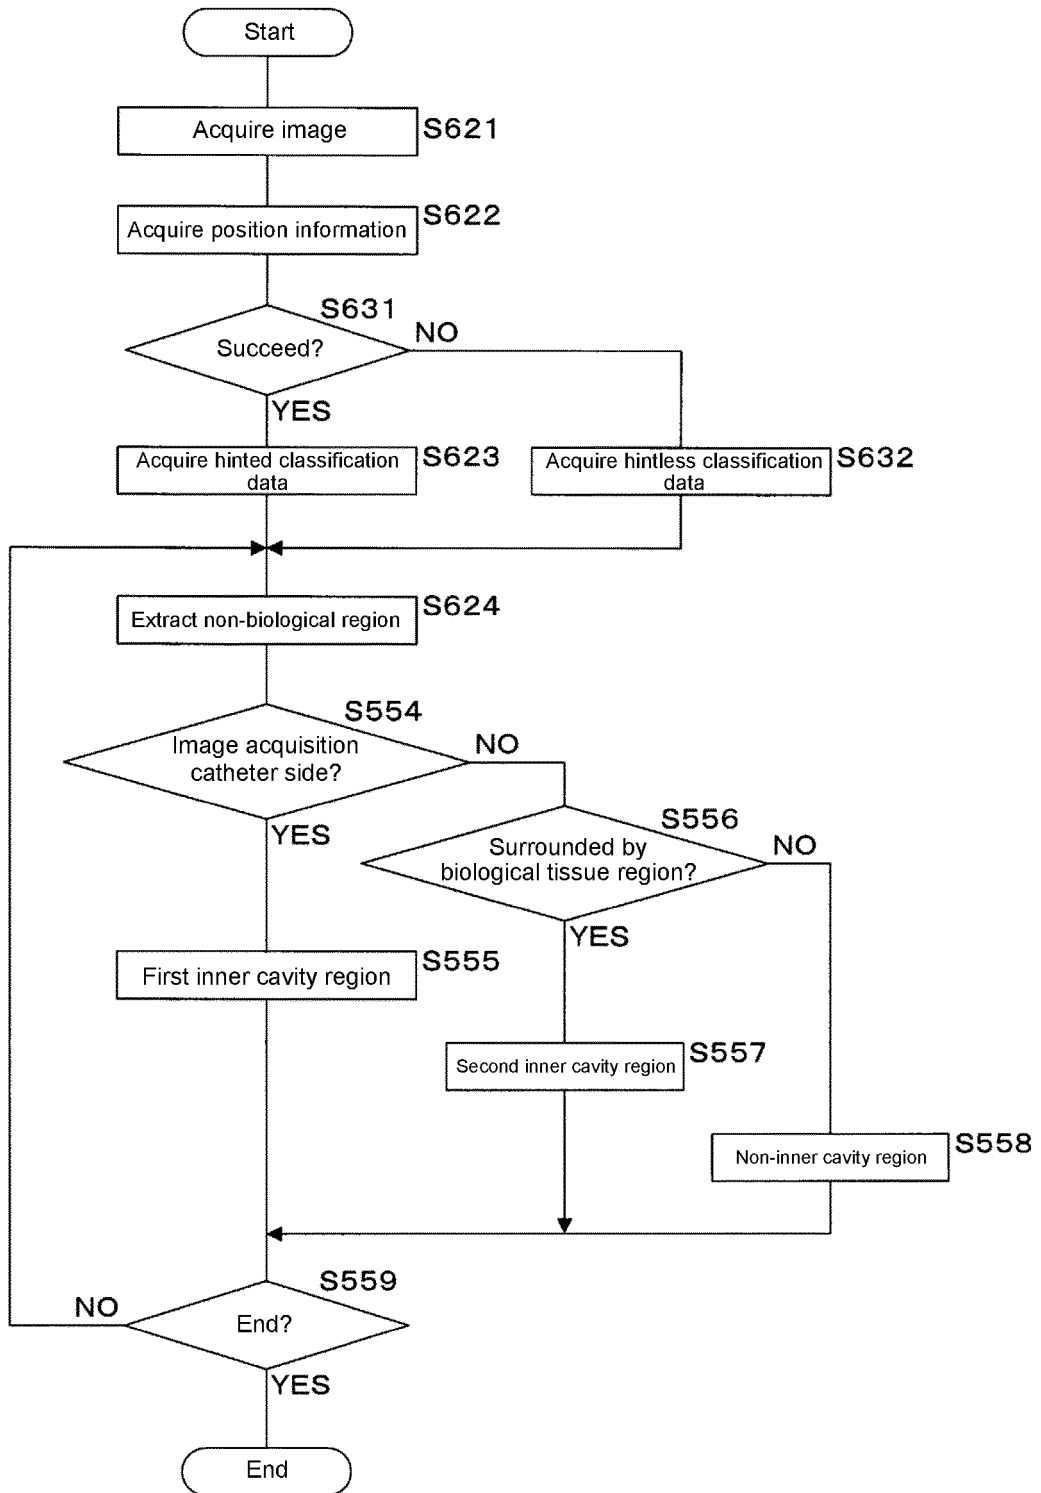 Start
Acquire image
S621
Acquire position information
S622
S631
Succeed?
NO
YES
Acquire hinted classification
data
S623
Acquire hintless classification
data
S632
Extract non-biological region
S624
S554
Image acquisition
catheter side?
NO
YES
S556
Surrounded by
biological tissue region?
NO
YES
First inner cavity region
S555
Second inner cavity region
S557
Non-inner cavity region
S558
S559
End?
NO
YES
End